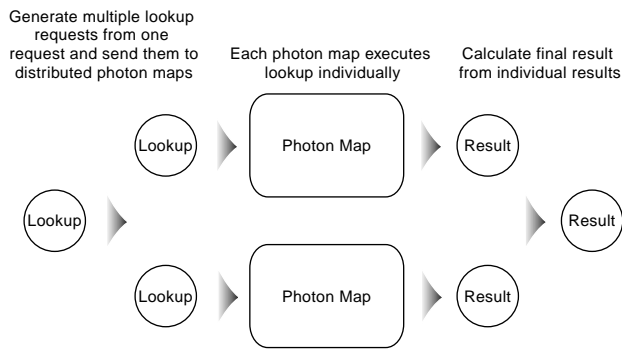 Generate multiple lookup
requests from one
request and send them to
distributed photon maps
Each photon map executes
lookup individually
Calculate final result
from individual results
Lookup
Photon Map
Result
Lookup
Result
Lookup
Photon Map
Result